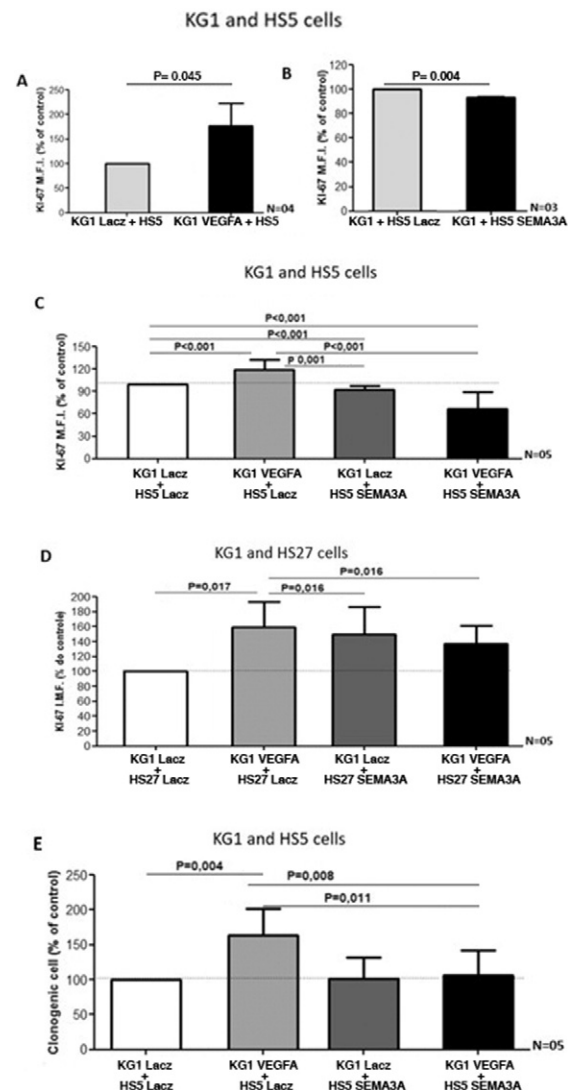 KG1 and HS5 cells
A
P= 0.045
KI-67 M.F.I. (% of control)
250
200
150
100
50
0
KG1 Lacz + HS5
KG1 VEGFA + HS5
N=04
B
P= 0.004
KI-67 M.F.I. (% of control)
120
100
80
60
40
20
0
KG1 + HS5 Lacz
KG1 + HS5 SEMA3A
N=03
KG1 and HS5 cells
C
P<0,001
P<0.001
P<0.001
P<0,001
p 0,001
KI-67 M.F.I. (% of control)
150
120
90
60
30
0
KG1 Lacz
+
HS5 Lacz
KG1 VEGFA
+
HS5 Lacz
KG1 Lacz
+
HS5 SEMA3A
KG1 VEGFA
+
HS5 SEMA3A
N=05
KG1 and HS27 cells
D
P=0,016
P=0,017
P=0,016
KI-67 I.M.F. (% do controle)
200
180
160
140
120
100
80
60
40
20
0
KG1 Lacz
+
HS27 Lacz
KG1 VEGFA
+
HS27 Lacz
KG1 Lacz
+
HS27 SEMA3A
KG1 VEGFA
+
HS27 SEMA3A
N=05
KG1 and HS5 cells
E
P=0,004
P=0,008
P=0,011
Clonogenic cell (% of control)
250
200
150
100
50
0
KG1 Lacz
+
HS5 Lacz
KG1 VEGFA
+
HS5 Lacz
KG1 Lacz
+
HS5 SEMA3A
KG1 VEGFA
+
HS5 SEMA3A
N=05